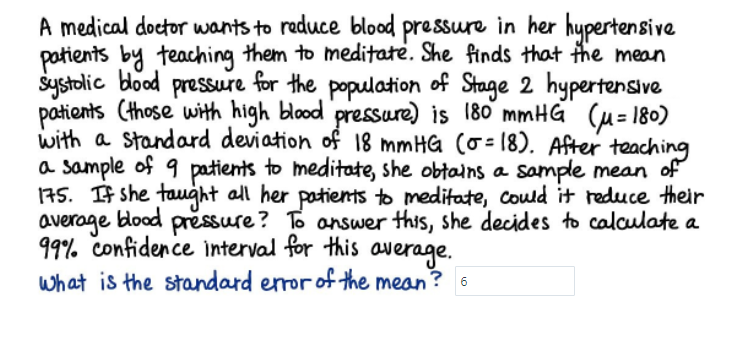 A medical doctor wants to reduce blood pressure in her hypertensive
patients by teaching them to meditate. She finds that the mean
systolic blood pressure for the population of Stage 2 hypertensive
patients (those with high blood pressure) is 180 mmHG (μ=180)
with a standard deviation of 18 mmHG (σ=18). After teaching
a sample of 9 patients to meditate, she obtains a sample mean of
175. If she taught all her patients to meditate, could it reduce their
average blood pressure? To answer this, she decides to calculate a
99% confidence interval for this average.
What is the standard error of the mean? 6